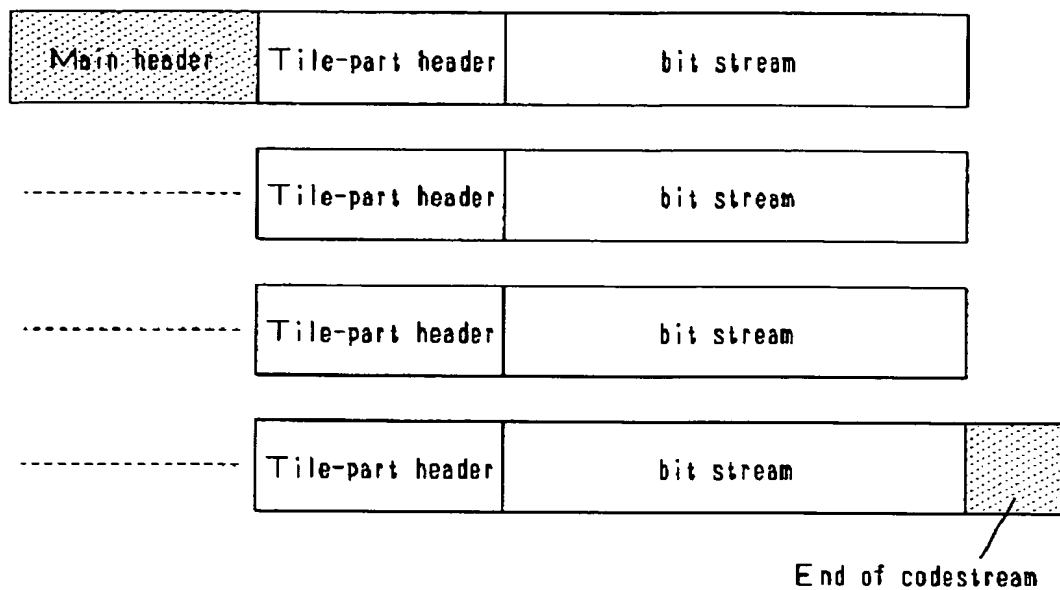 Main header Tile-part header bit stream
Tile-part header bit stream
Tile-part header bit stream
Tile-part header bit stream
End of codestream